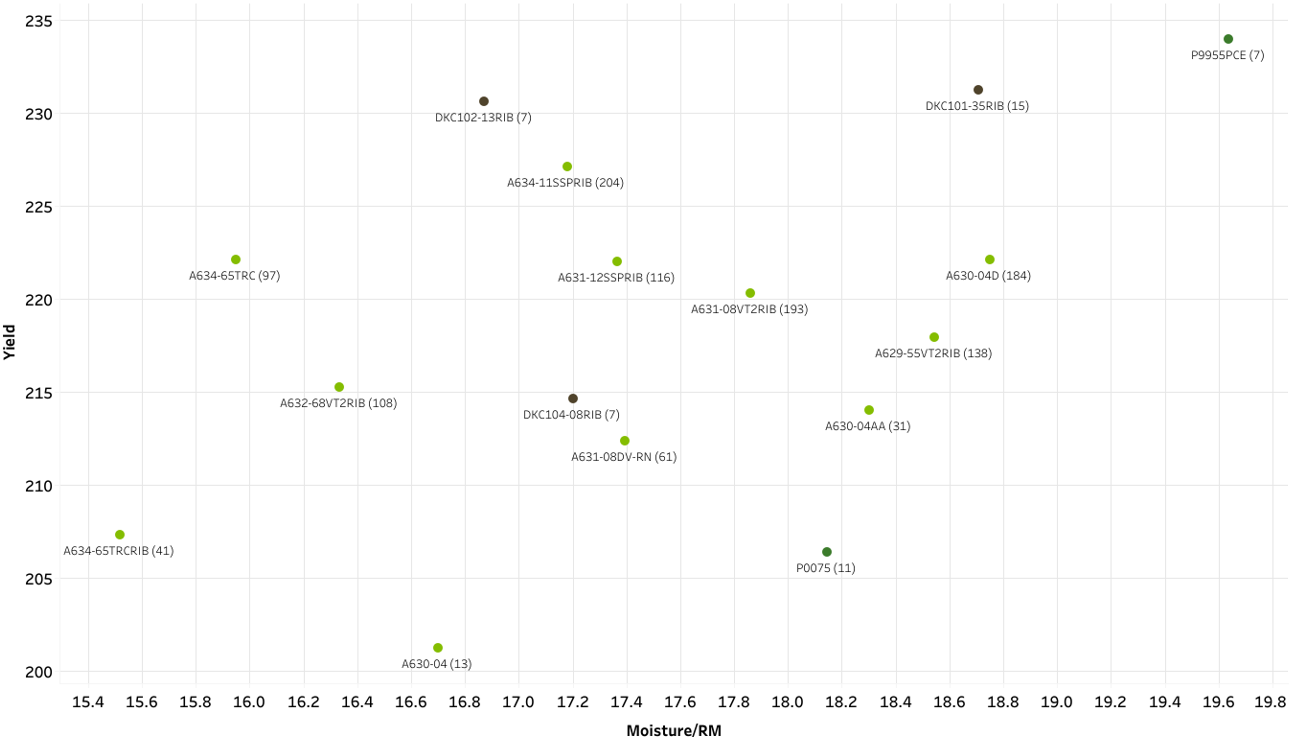 235
P9955PCE (7)
DKC101-35RIB (15)
230
DKC102-13RIB (7)
A634-11SSPRIB (204)
225
A634-65TRC (97)
A631-12SSPRIB (116)
A630-04D (184)
220
A631-08VT2RIB (193)
A629-55VT2RIB (138)
Yield
215
A632-68VT2RIB (108)
DKC104-08RIB (7)
A630-04AA (31)
A631-08DV-RN (61)
210
A634-65TRCRIB (41)
P0075 (11)
205
A630-04 (13)
200
15.4 15.6 15.8 16.0 16.2 16.4 16.6 16.8 17.0 17.2 17.4 17.6 17.8 18.0 18.2 18.4 18.6 18.8 19.0 19.2 19.4 19.6 19.8
Moisture/RM